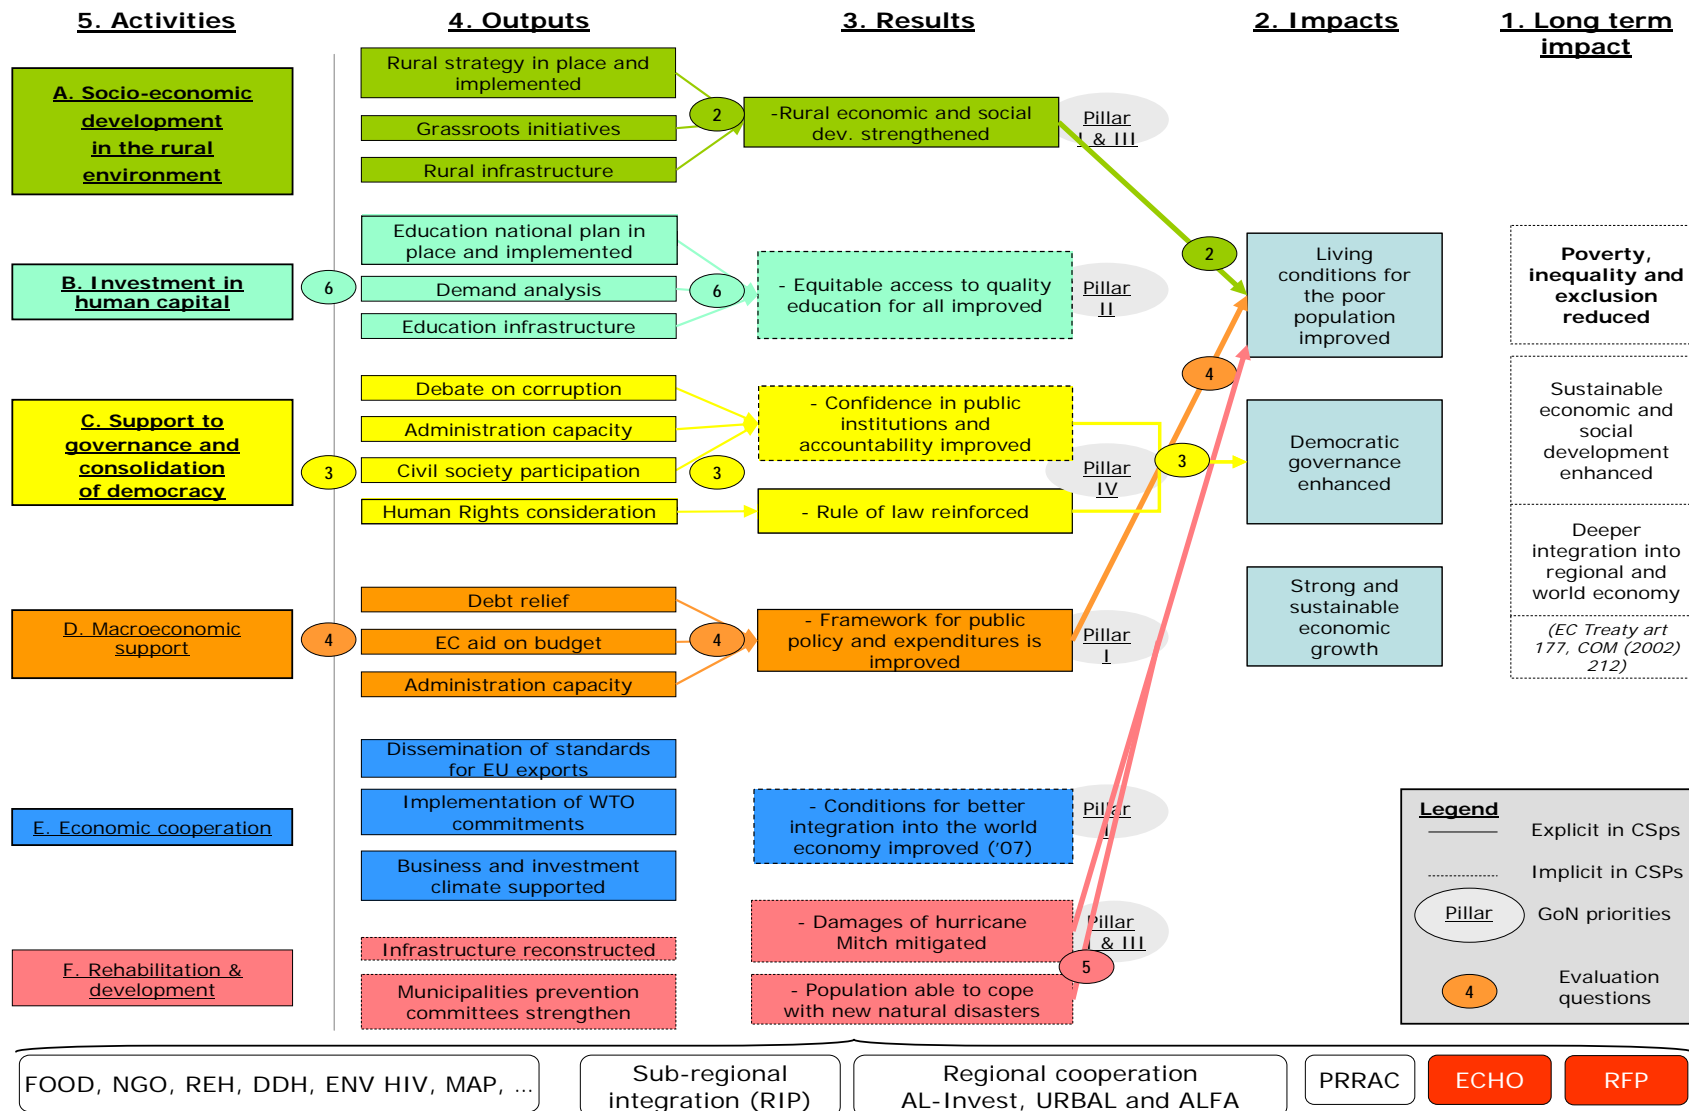 5. Activities
4. Outputs
3. Results
2. Impacts
1. Long term
impact
A. Socio-economic
development
in the rural
environment
Rural strategy in place and
implemented
Grassroots initiatives
Rural infrastructure
2
-Rural economic and social
dev. strengthened
Pillar
I & III
2
B. Investment in
human capital
6
Education national plan in
place and implemented
Demand analysis
Education infrastructure
6
- Equitable access to quality
education for all improved
Pillar
II
Living
conditions for
the poor
population
improved
Poverty,
inequality and
exclusion
reduced
C. Support to
governance and
consolidation
of democracy
3
Debate on corruption
Administration capacity
Civil society participation
Human Rights consideration
3
- Confidence in public
institutions and
accountability improved
- Rule of law reinforced
Pillar
IV
3
4
Democratic
governance
enhanced
Sustainable
economic and
social
development
enhanced
D. Macroeconomic
support
4
Debt relief
EC aid on budget
Administration capacity
4
- Framework for public
policy and expenditures is
improved
Pillar
I
Strong and
sustainable
economic
growth
Deeper
integration into
regional and
world economy
(EC Treaty art
177, COM (2002)
212)
E. Economic cooperation
Dissemination of standards
for EU exports
Implementation of WTO
commitments
Business and investment
climate supported
- Conditions for better
integration into the world
economy improved (‘07)
Pillar
I
F. Rehabilitation &
development
Infrastructure reconstructed
Municipalities prevention
committees strengthen
- Damages of hurricane
Mitch mitigated
- Population able to cope
with new natural disasters
Pillar
I & III
5
Legend
Explicit in CSps
Implicit in CSPs
Pillar
GoN priorities
4
Evaluation
questions
FOOD, NGO, REH, DDH, ENV HIV, MAP, ...
Sub-regional
integration (RIP)
Regional cooperation
AL-Invest, URBAL and ALFA
PRRAC
ECHO
RFP